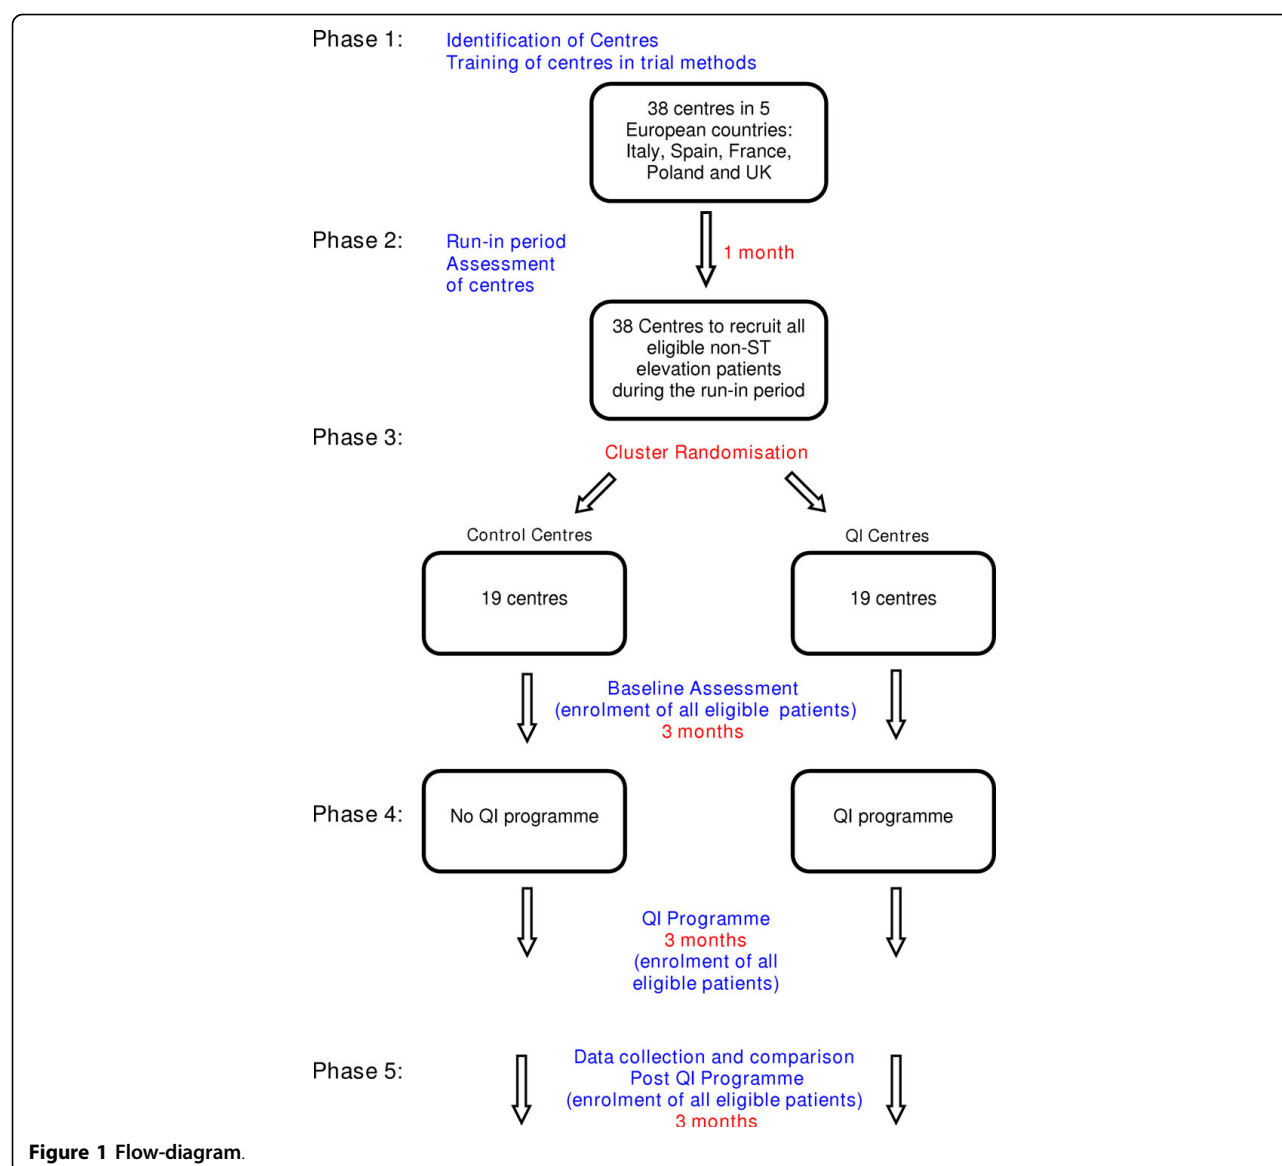 Phase 1:
Identification of Centres
Training of centres in trial methods
38 centres in 5
European countries:
Italy, Spain, France,
Poland and UK
Phase 2:
Run-in period
Assessment
of centres
1 month
38 Centres to recruit all
eligible non-ST
elevation patients
during the run-in period
Phase 3:
Cluster Randomisation
Control Centres
QI Centres
19 centres
19 centres
Baseline Assessment
(enrolment of all eligible patients)
3 months
Phase 4:
No QI programme
QI programme
QI Programme
3 months
(enrolment of all
eligible patients)
Phase 5:
Data collection and comparison
Post QI Programme
(enrolment of all eligible patients)
3 months
Figure 1 Flow-diagram.